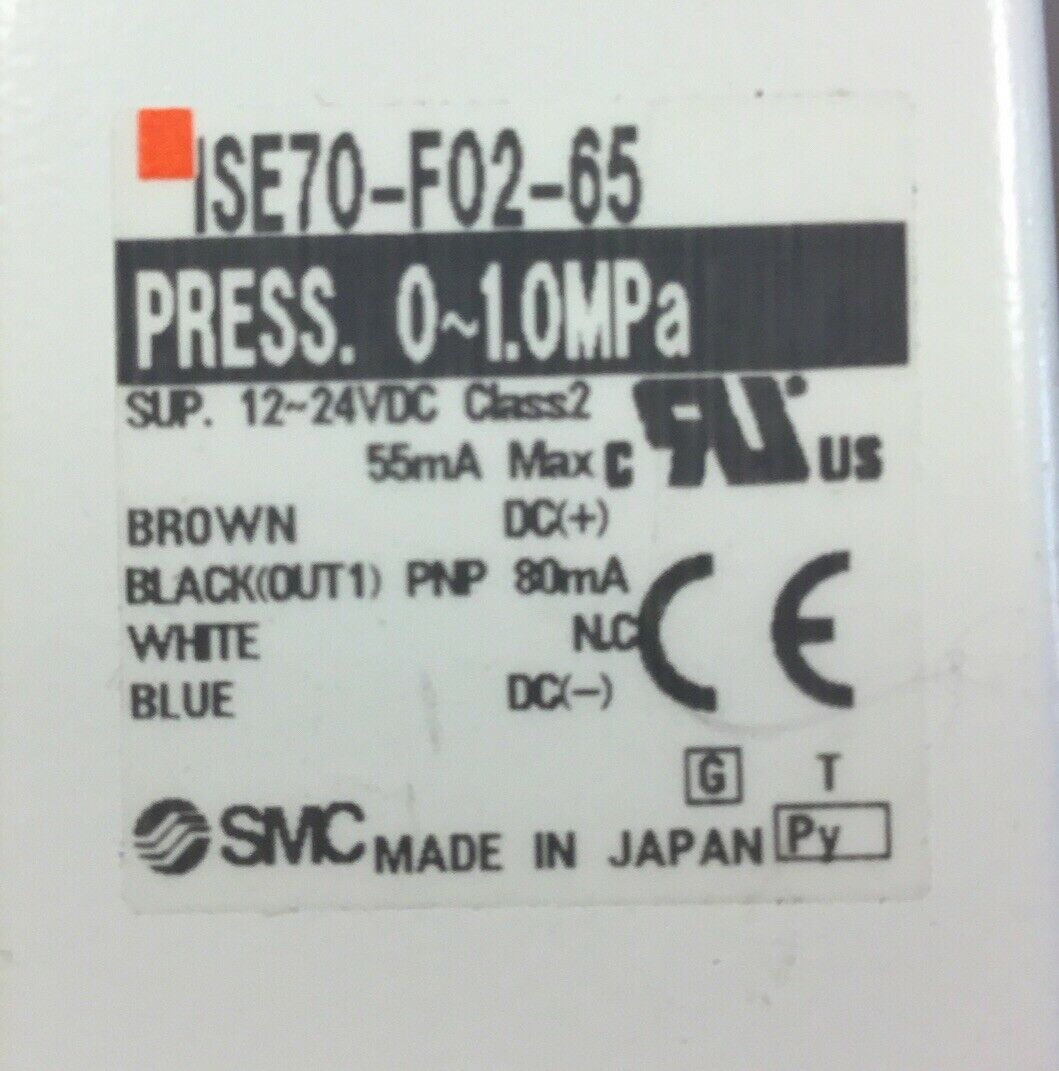 ISE70-F02-65
PRESS. 0~1.0MPa
SUP. 12~24VDC Class2
55mA Max
C RU US
BROWN DC(+)
BLACK(OUT1) PNP 80mA
WHITE N.C
BLUE DC(-)
CE
G T
SMC MADE IN JAPAN Py